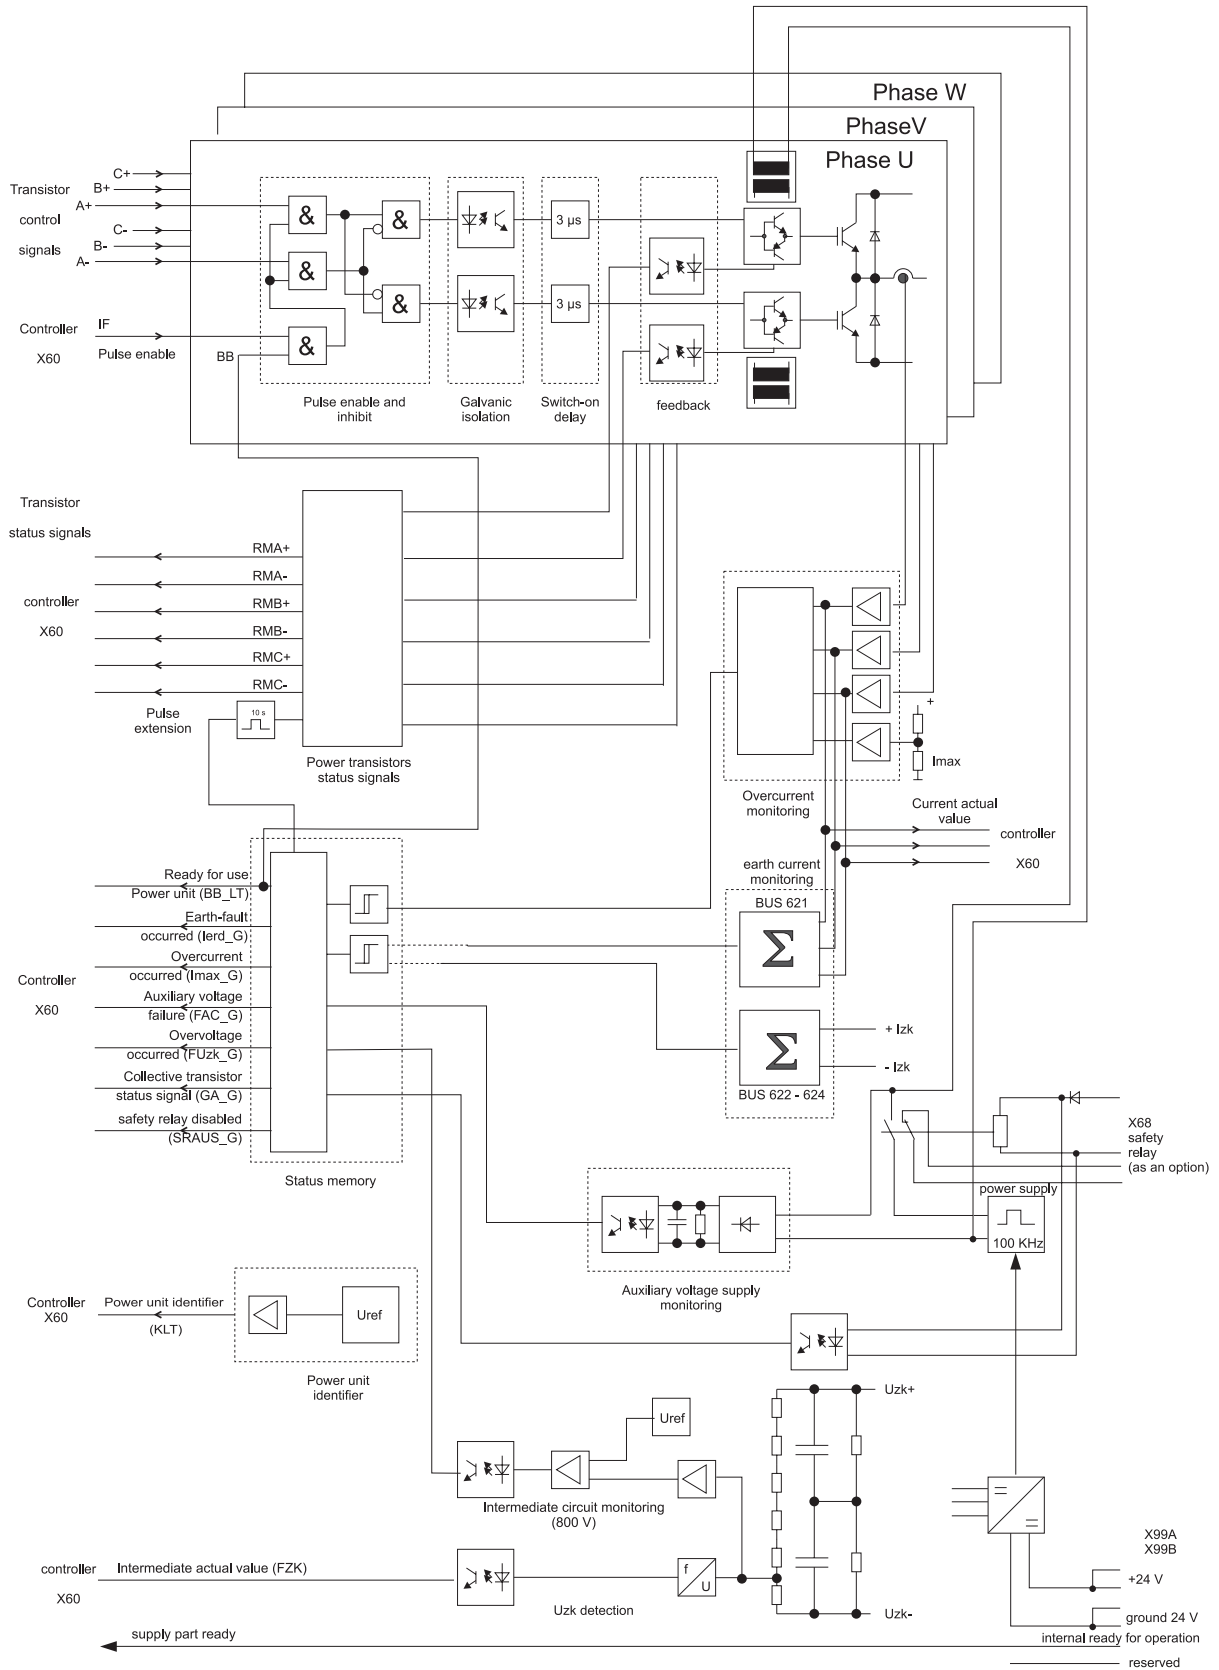 Phase W
PhaseV
Phase U
C+
Transistor
B+
A+
control
C-
signals
B-
A-
&
&
&
&
&
3 µs
3 µs
Controller
X60
IF
Pulse enable
BB
Pulse enable and
inhibit
Galvanic
isolation
Switch-on
delay
feedback
Transistor
status signals
RMA+
RMA-
controller
X60
RMB+
RMB-
RMC+
RMC-
Pulse
extension
10 s
Power transistors
status signals
+
Imax
Overcurrent
monitoring
Current actual
value
controller
X60
earth current
monitoring
BUS 621
Σ
Σ
+ Izk
- Izk
BUS 622 - 624
Ready for use
Power unit (BB_LT)
Earth-fault
occurred (Ierd_G)
Overcurrent
occurred (Imax_G)
Controller
X60
Auxiliary voltage
failure (FAC_G)
Overvoltage
occurred (FUzk_G)
Collective transistor
status signal (GA_G)
safety relay disabled
(SRAUS_G)
Status memory
X68
safety
relay
(as an option)
power supply
100 KHz
Auxiliary voltage supply
monitoring
Controller
X60
Power unit identifier
(KLT)
Uref
Power unit
identifier
Uzk+
Uref
Intermediate circuit monitoring
(800 V)
=
=
X99A
X99B
controller
X60
Intermediate actual value (FZK)
f
U
Uzk detection
+24 V
Uzk-
ground 24 V
supply part ready
internal ready for operation
reserved